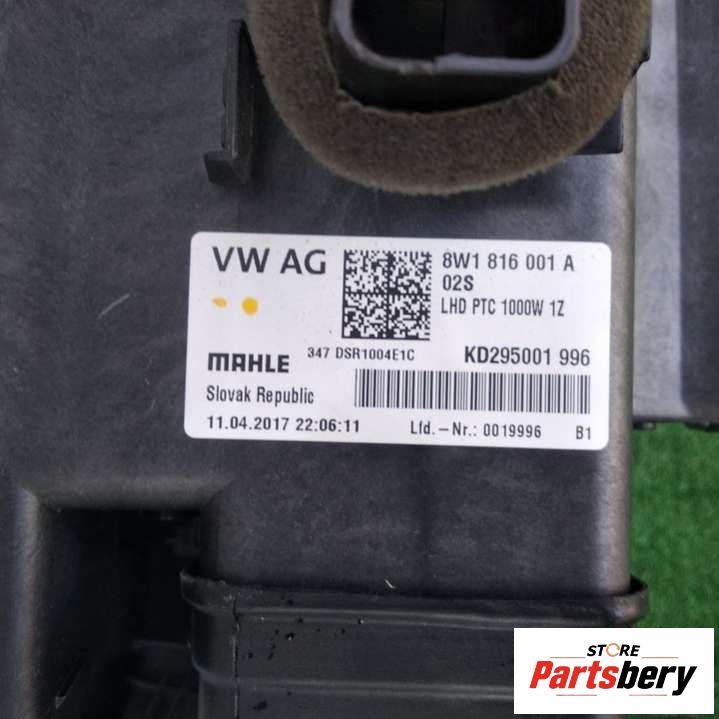 VW AG
8W1 816 001 A
02S
LHD PTC 1000W 1Z
MAHLE
347 DSR1004E1C
KD295001 996
Slovak Republic
11.04.2017 22:06:11
Lfd.-Nr.: 0019996
B1
STORE
Partsbery